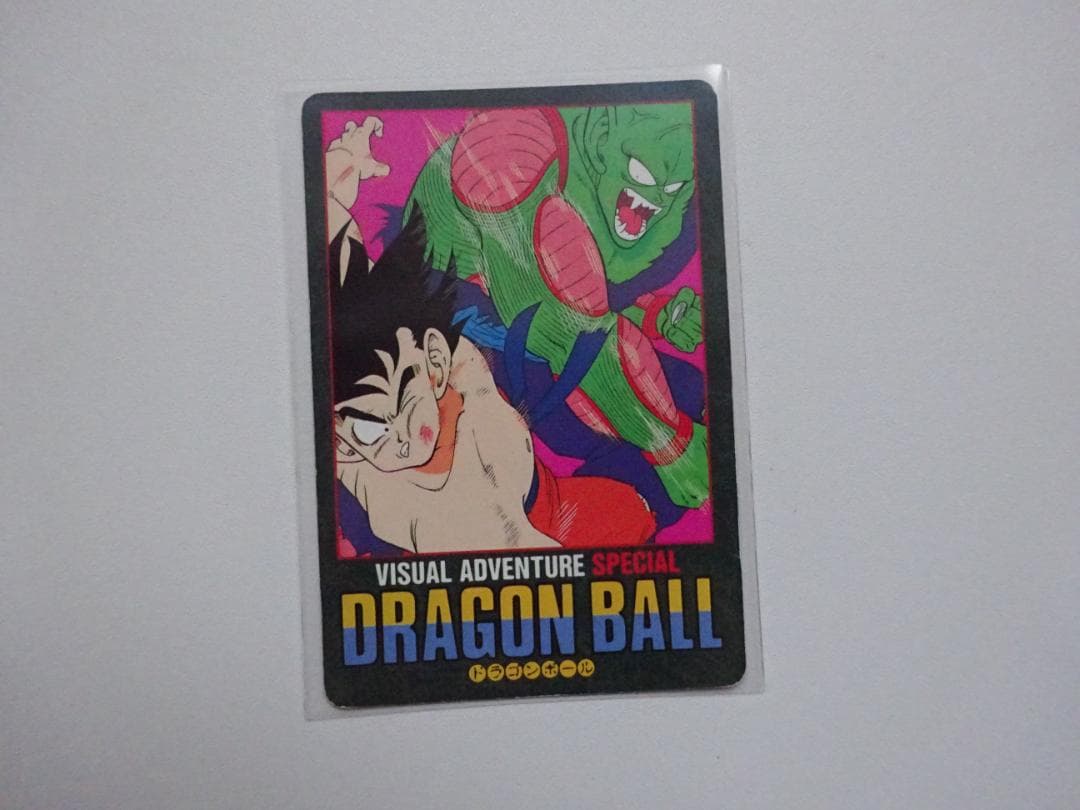 VISUAL ADVENTURE SPECIAL
DRAGON BALL
ドラゴンボール